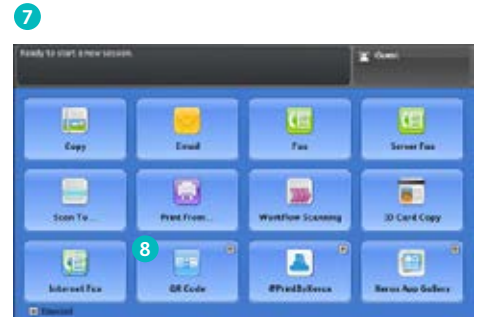 7
Ready to start a new session.
Guest
Copy
Email
Fax
Server Fax
Scan To...
Print From...
Workflow Scanning
ID Card Copy
8
Internet Fax
QR Code
@PrintByXerox
Xerox App Gallery